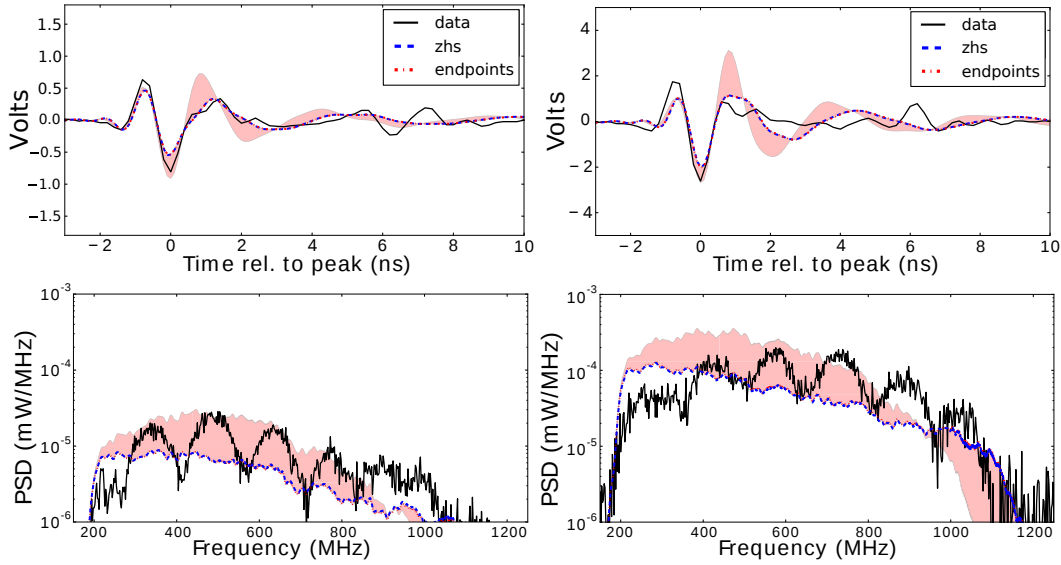 1.5
1.0
0.5
0.0
−0.5
−1.0
−1.5
Volts
data
zhs
endpoints
−2 0 2 4 6 8 10
Time rel. to peak (ns)
4
2
0
−2
−4
Volts
data
zhs
endpoints
−2 0 2 4 6 8 10
Time rel. to peak (ns)
10⁻³
10⁻⁴
10⁻⁵
10⁻⁶
PSD (mW/MHz)
200 400 600 800 1000 1200
Frequency (MHz)
10⁻³
10⁻⁴
10⁻⁵
10⁻⁶
PSD (mW/MHz)
200 400 600 800 1000 1200
Frequency (MHz)